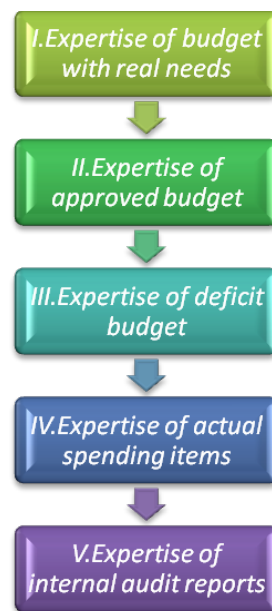 I.Expertise of budget
with real needs
II.Expertise of
approved budget
III.Expertise of deficit
budget
IV.Expertise of actual
spending items
V.Expertise of
internal audit reports